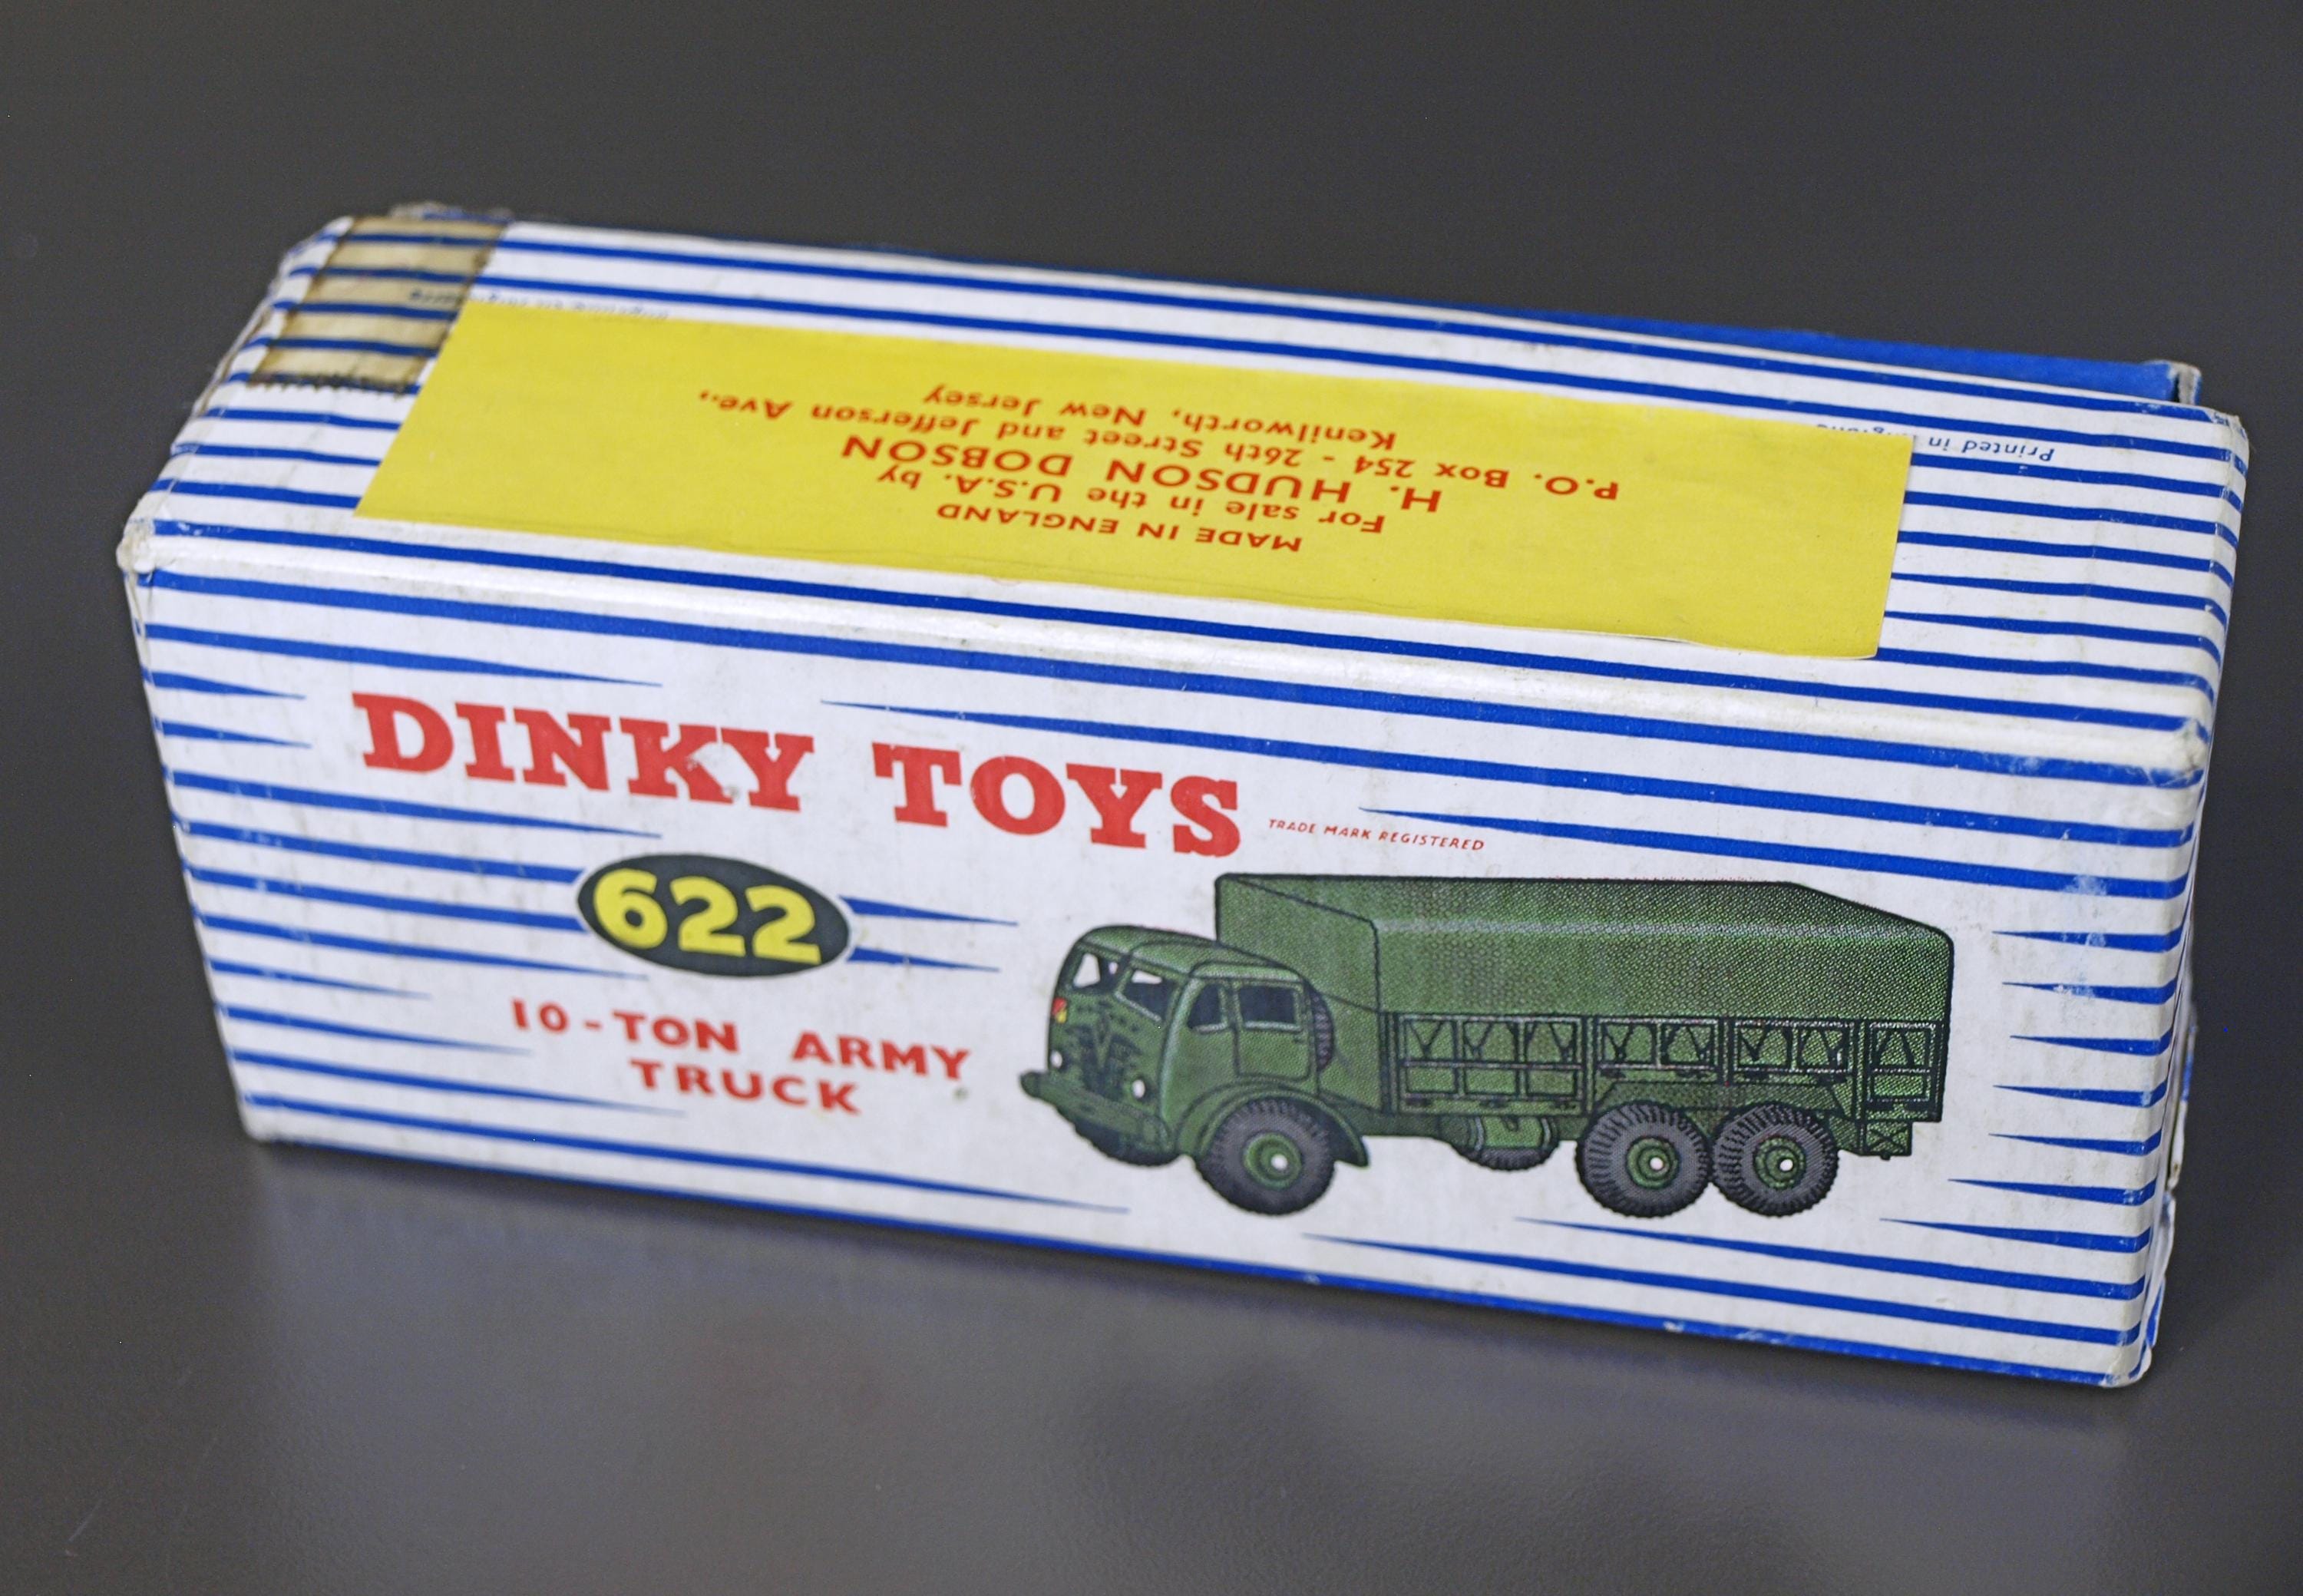 MADE IN ENGLAND
For sale in the U.S.A. by
H. HUDSON DOBSON
P.O. Box 254 - 26th Street and Jefferson Ave.,
Kenilworth, New Jersey
Printed in
DINKY TOYS
TRADE MARK REGISTERED
622
10-TON ARMY
TRUCK